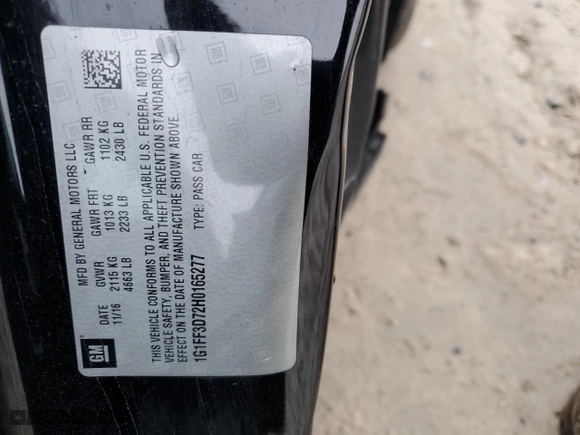 MFD BY GENERAL MOTORS LLC
DATE GVWR GAWR FRT GAWR RR
11/16 2115 KG 1013 KG 1102 KG
4663 LB 2233 LB 2430 LB
THIS VEHICLE CONFORMS TO ALL APPLICABLE U.S. FEDERAL MOTOR
VEHICLE SAFETY, BUMPER, AND THEFT PREVENTION STANDARDS IN
EFFECT ON THE DATE OF MANUFACTURE SHOWN ABOVE.
1G1FF3D72H0165277 TYPE: PASS CAR
GM